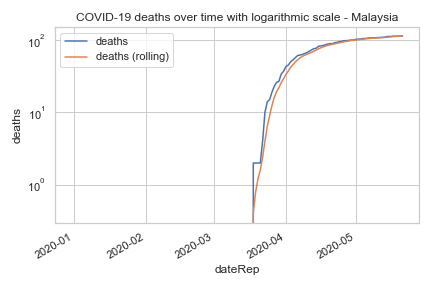 COVID-19 deaths over time with logarithmic scale - Malaysia
deaths
deaths (rolling)
10²
10¹
10⁰
deaths
2020-01
2020-02
2020-03
2020-04
2020-05
dateRep